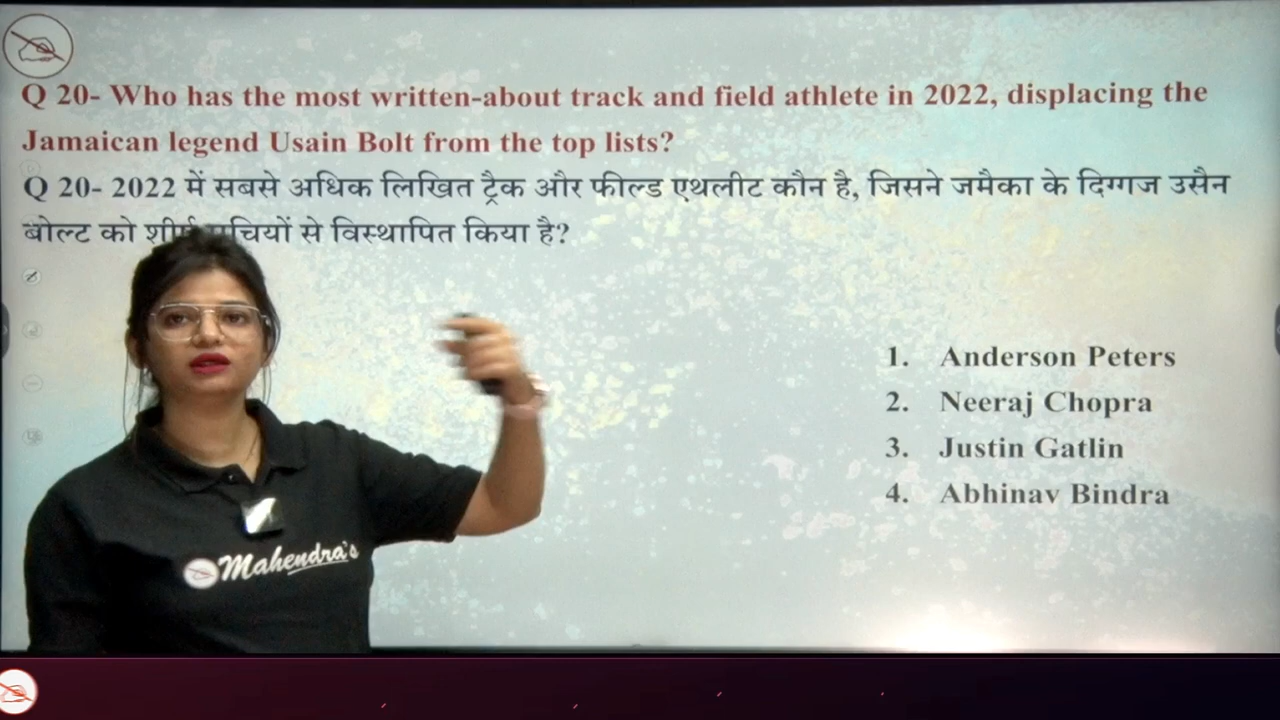 Q 20- Who has the most written-about track and field athlete in 2022, displacing the
Jamaican legend Usain Bolt from the top lists?
Q 20- 2022 में सबसे अधिक लिखित ट्रैक और फील्ड एथलीट कौन है, जिसने जमैका के दिग्गज उसैन
बोल्ट को से विस्थापित किया है?
1. Anderson Peters
2. Neeraj Chopra
3. Justin Gatlin
4. Abhinav Bindra
Mahendra's